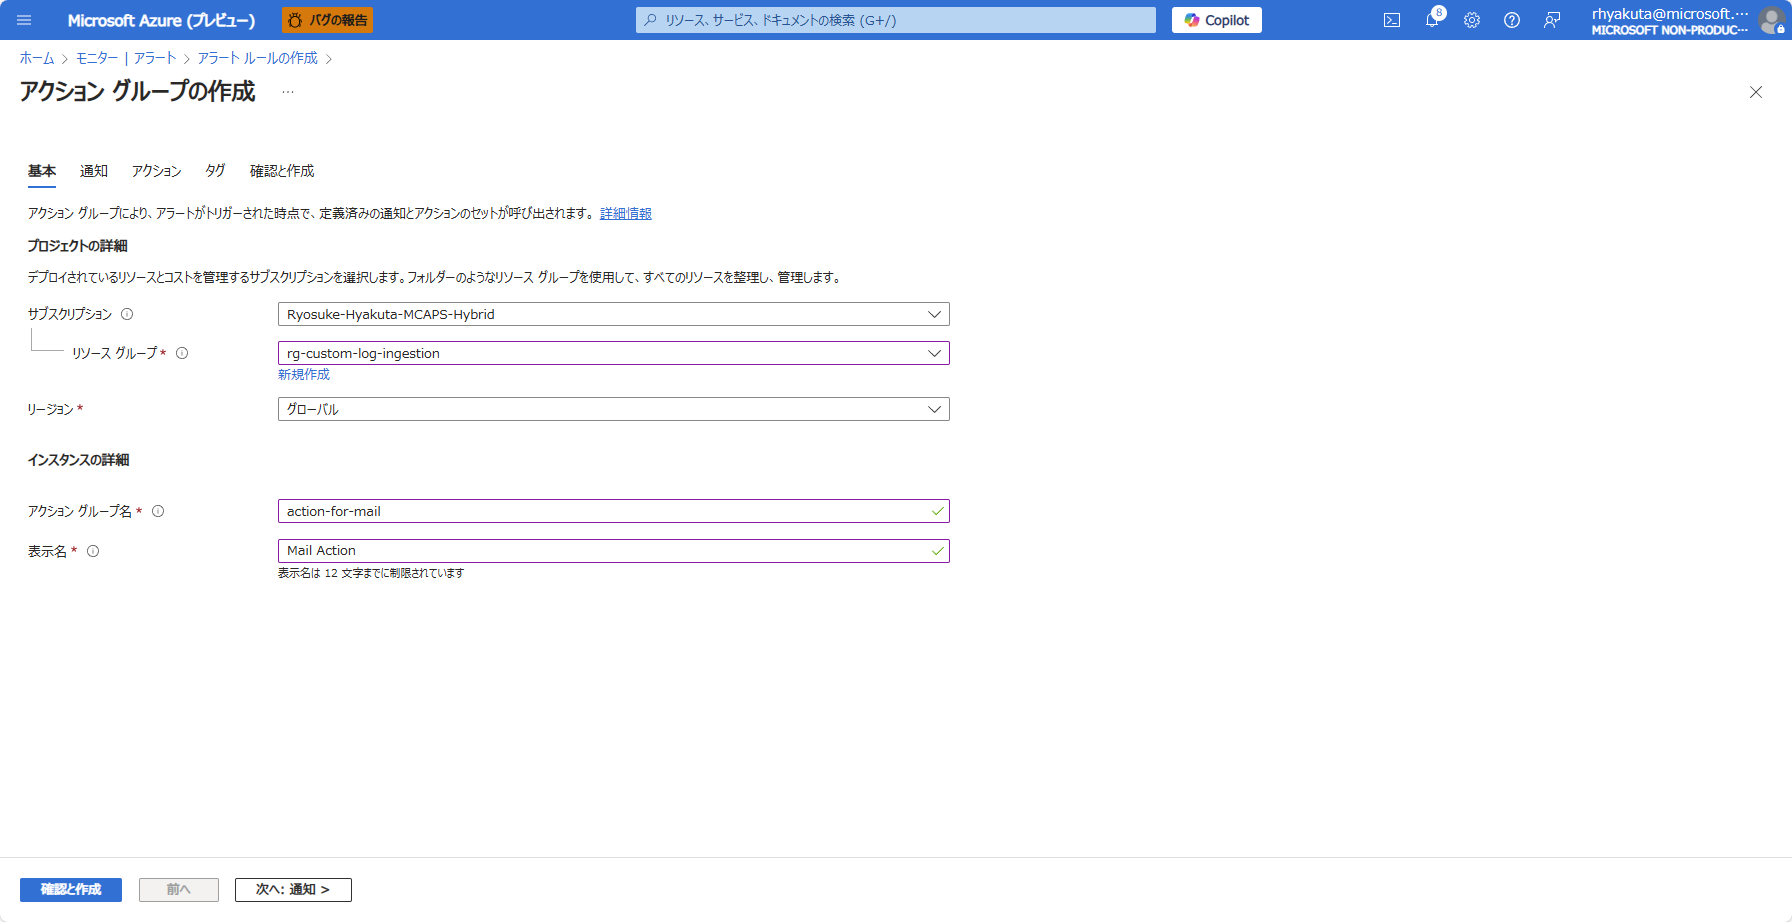 Microsoft Azure (プレビュー) バグの報告 リソース、サービス、ドキュメントの検索 (G+/) Copilot 8 rhyakuta@microsoft.…
MICROSOFT NON-PRODUC…
ホーム > モニター | アラート > アラート ルールの作成 >
アクション グループの作成 …
基本 通知 アクション タグ 確認と作成
アクション グループにより、アラートがトリガーされた時点で、定義済みの通知とアクションのセットが呼び出されます。 詳細情報
プロジェクトの詳細
デプロイされているリソースとコストを管理するサブスクリプションを選択します。フォルダーのようなリソース グループを使用して、すべてのリソースを整理し、管理します。
サブスクリプション Ryosuke-Hyakuta-MCAPS-Hybrid
リソース グループ * rg-custom-log-ingestion
新規作成
リージョン * グローバル
インスタンスの詳細
アクション グループ名 * action-for-mail
表示名 * Mail Action
表示名は 12 文字までに制限されています
確認と作成 前へ 次へ: 通知 >